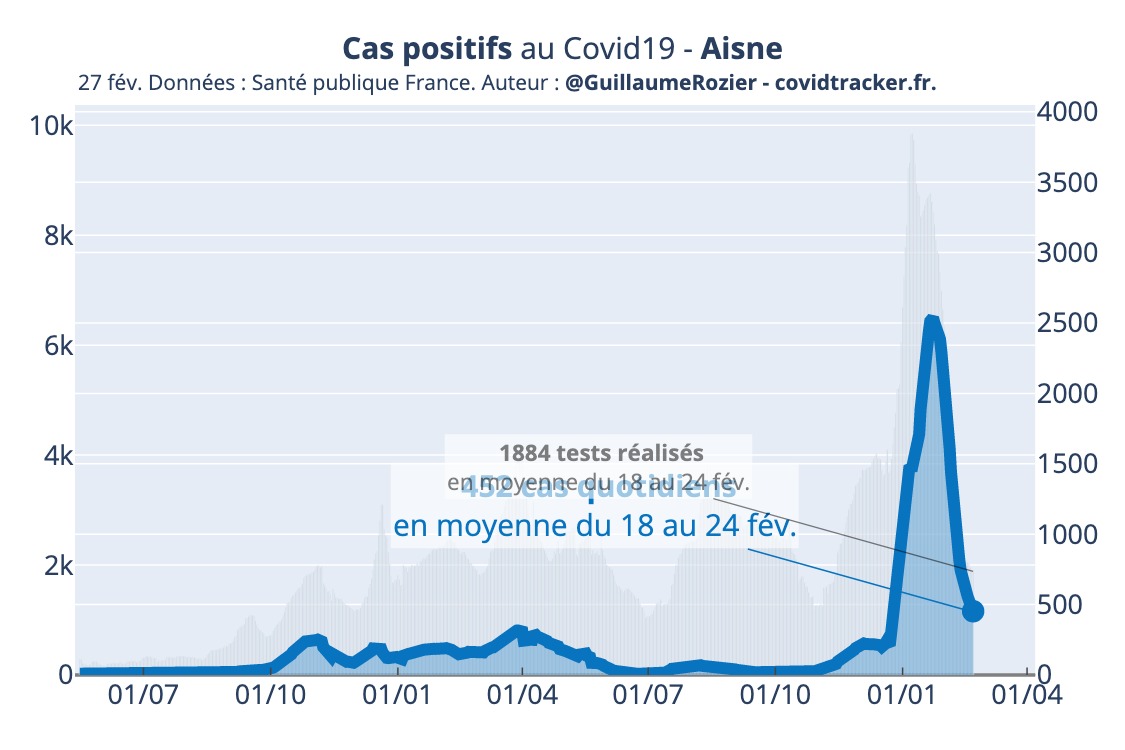 Cas positifs au Covid19 - Aisne
27 fév. Données : Santé publique France. Auteur : @GuillaumeRozier - covidtracker.fr.
10k
8k
6k
4k
2k
0
4000
3500
3000
2500
2000
1500
1000
500
0
1884 tests réalisés
en moyenne du 18 au 24 fév.
452 cas quotidiens
en moyenne du 18 au 24 fév.
01/07
01/10
01/01
01/04
01/07
01/10
01/01
01/04